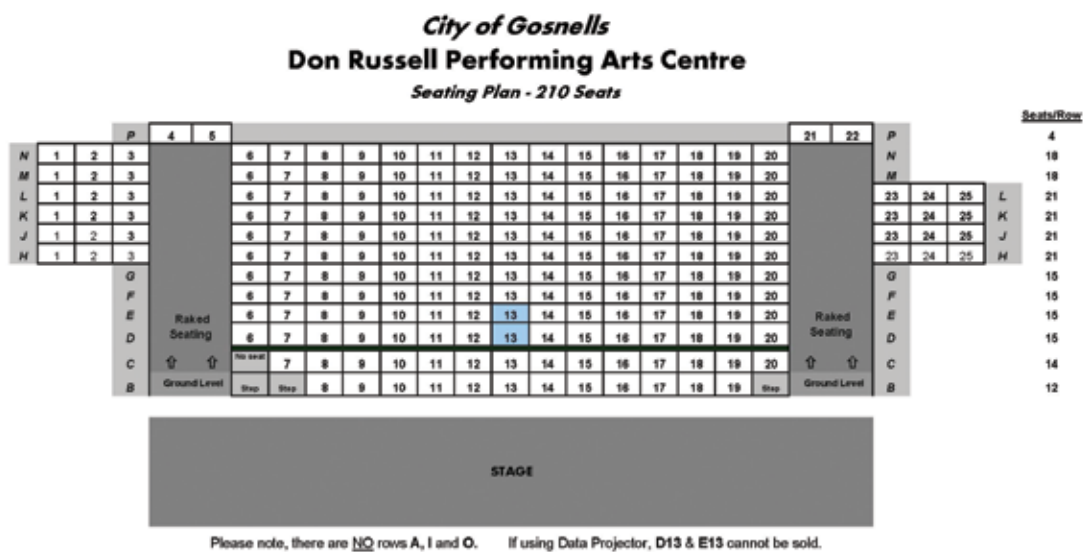 City of Gosnells
Don Russell Performing Arts Centre
Seating Plan - 210 Seats
Seats/Row
P 4 5 21 22 P 4
N 1 2 3 6 7 8 9 10 11 12 13 14 15 16 17 18 19 20 N 18
M 1 2 3 6 7 8 9 10 11 12 13 14 15 16 17 18 19 20 M 18
L 1 2 3 6 7 8 9 10 11 12 13 14 15 16 17 18 19 20 23 24 25 L 21
K 1 2 3 6 7 8 9 10 11 12 13 14 15 16 17 18 19 20 23 24 25 K 21
J 1 2 3 6 7 8 9 10 11 12 13 14 15 16 17 18 19 20 23 24 25 J 21
H 1 2 3 6 7 8 9 10 11 12 13 14 15 16 17 18 19 20 23 24 25 H 21
G 6 7 8 9 10 11 12 13 14 15 16 17 18 19 20 G 15
F 6 7 8 9 10 11 12 13 14 15 16 17 18 19 20 F 15
E Raked 6 7 8 9 10 11 12 13 14 15 16 17 18 19 20 Raked E 15
D Seating 6 7 8 9 10 11 12 13 14 15 16 17 18 19 20 Seating D 15
C No seat 7 8 9 10 11 12 13 14 15 16 17 18 19 20 C 14
B Ground Level Step Step 8 9 10 11 12 13 14 15 16 17 18 19 Step Ground Level B 12
STAGE
Please note, there are NO rows A, I and O. If using Data Projector, D13 & E13 cannot be sold.